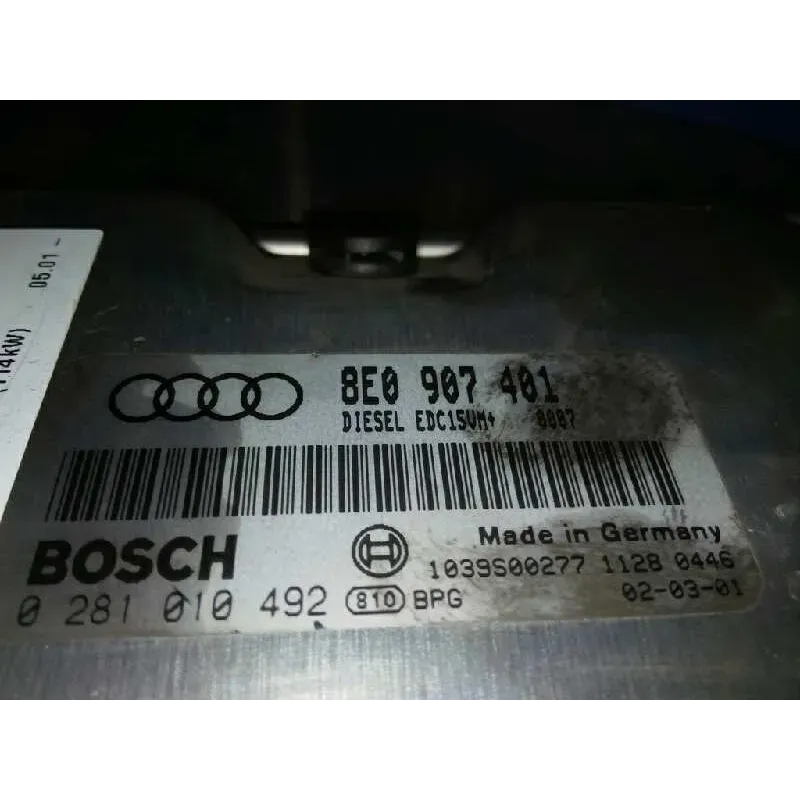 05.01 -
8E0 907 401
DIESEL EDC15VM+ 0007
BOSCH
Made in Germany
1039S00277 1128 0446
0 281 010 492 810 BPG 02-03-01